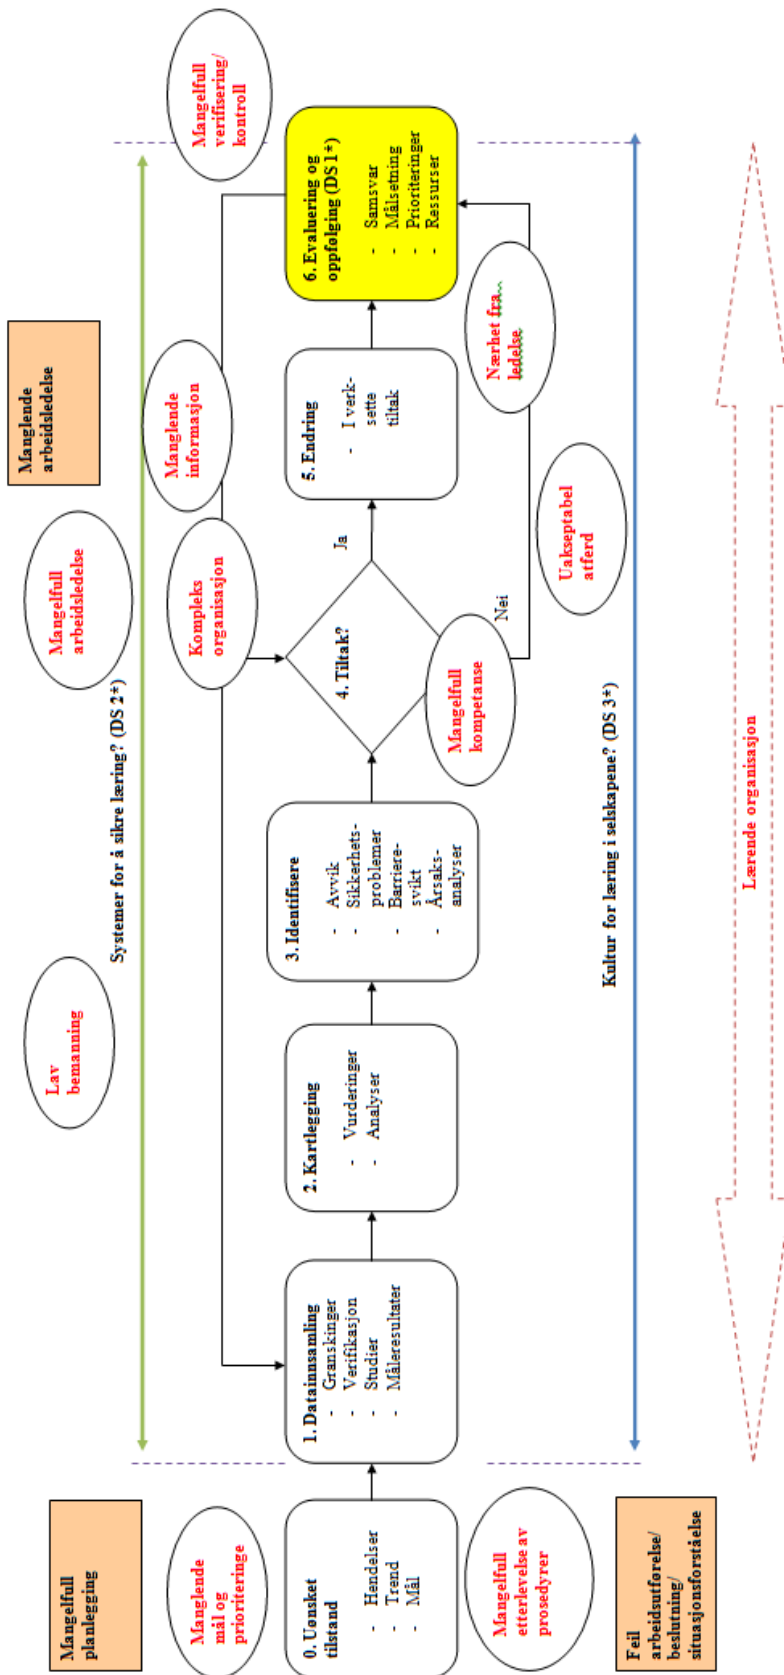 Mangelfull
planlegging
Manglende
arbeidsledelse
Lav
bemanning
Mangelfull
arbeidsledelse
Systemer for å sikre læring? (DS 2*)
Manglende
mål og
prioriteringe
Kompleks
organisasjon
Manglende
informasjon
Mangelfull
verifisering/
kontroll
0. Uønsket
tilstand
- Hendelser
- Trend
- Mål
1. Datainnsamling
- Granskinger
- Verifikasjon
- Studier
- Måleresultater
2. Kartlegging
- Vurderinger
- Analyser
3. Identifisere
- Avvik
- Sikkerhets-
problemer
- Barriere-
svikt
- Årsaks-
analyser
4. Tiltak?
Ja
Nei
5. Endring
- I verk-
sette
tiltak
6. Evaluering og
oppfølging (DS 1*)
- Samsvar
- Målsetning
- Prioriteringer
- Ressurser
Mangelfull
etterlevelse av
prosedyrer
Mangelfull
kompetanse
Nærhet fra
ledelse
Uakseptabel
atferd
Kultur for læring i selskapene? (DS 3*)
Feil
arbeidsutførelse/
beslutning/
situasjonsforståelse
Lærende organisasjon